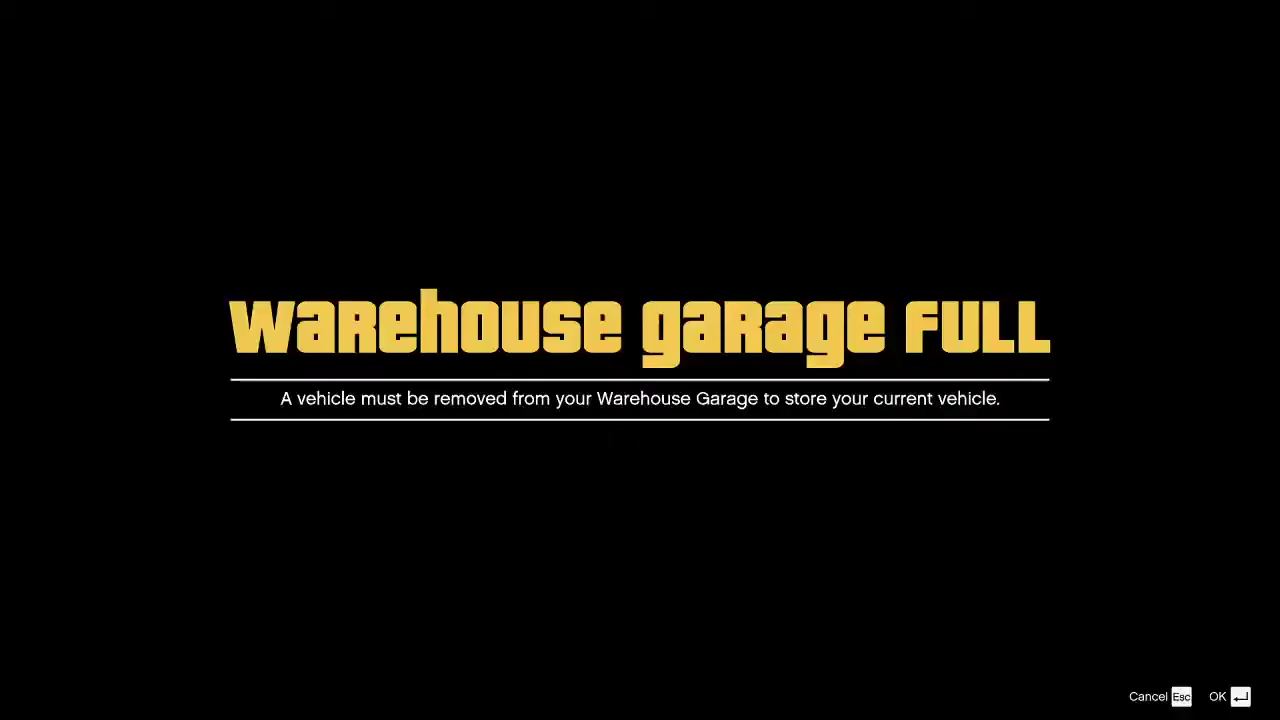 warehouse garage FULL
A vehicle must be removed from your Warehouse Garage to store your current vehicle.
Cancel Esc OK